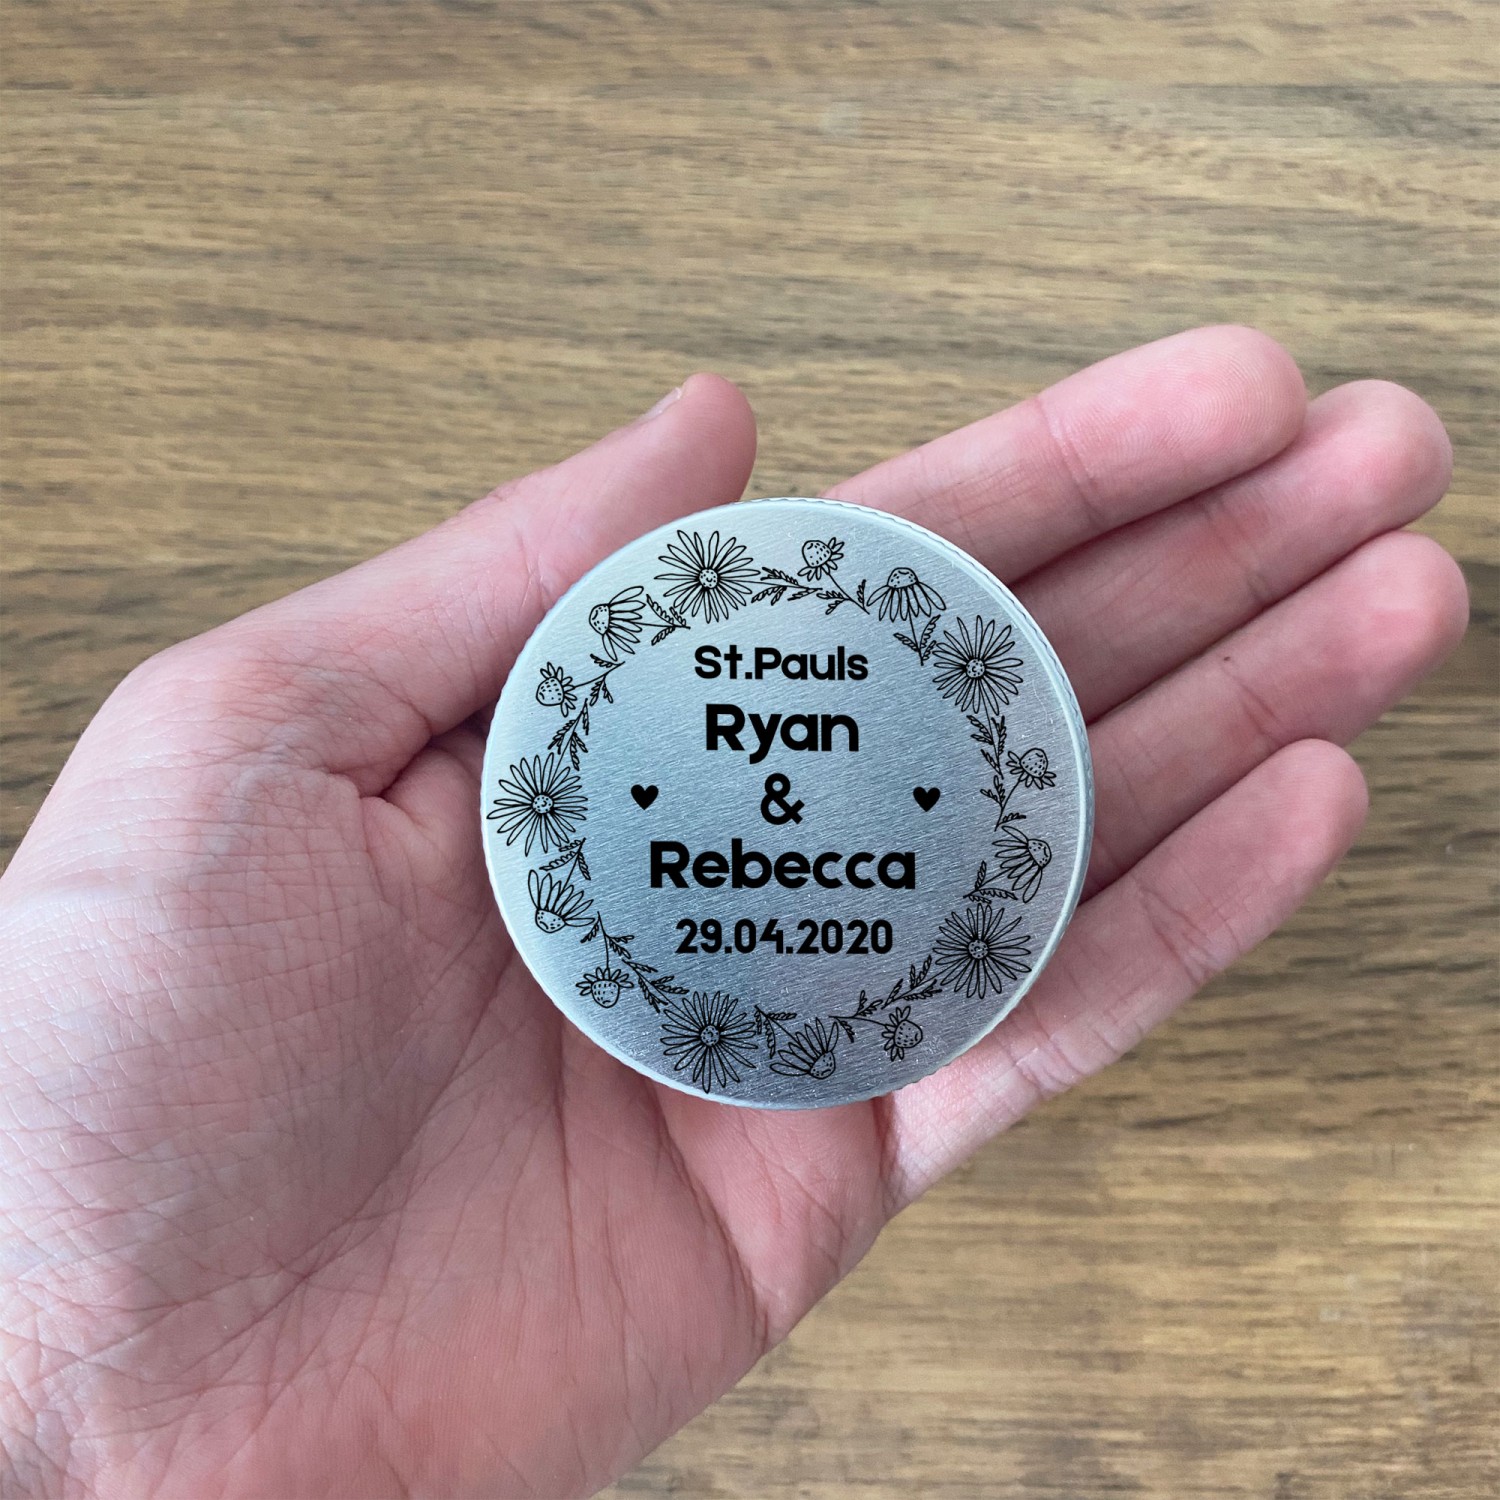 St.Pauls
Ryan
&
Rebecca
29.04.2020